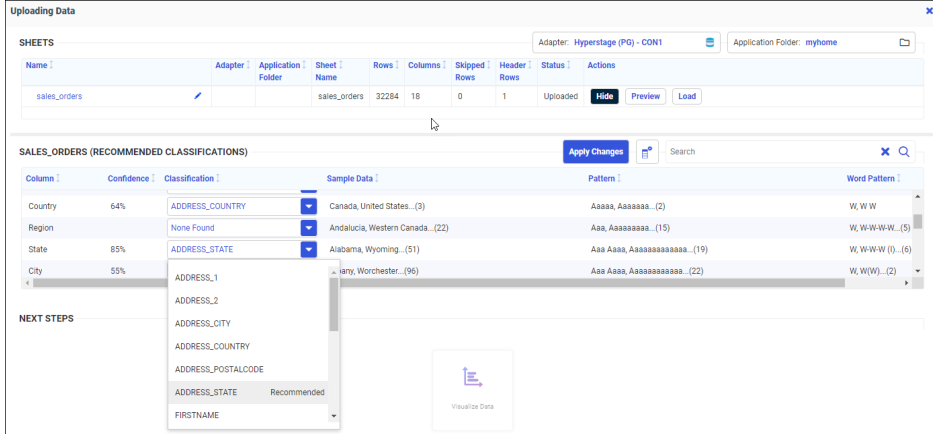 Uploading Data
SHEETS
Adapter: Hyperstage (PG) - CON1
Application Folder: myhome
Name Adapter Application Folder Sheet Name Rows Columns Skipped Rows Header Rows Status Actions
sales_orders sales_orders 32284 18 0 1 Uploaded Hide Preview Load
SALES_ORDERS (RECOMMENDED CLASSIFICATIONS)
Apply Changes
Search
Column Confidence Classification Sample Data Pattern Word Pattern
Country 64% ADDRESS_COUNTRY Canada, United States...(3) Aaaaa, Aaaaaaa...(2) W, W W
Region None Found Andalucia, Western Canada...(22) Aaa, Aaaaaaaa...(15) W, W-W-W-W...(5)
State 85% ADDRESS_STATE Alabama, Wyoming...(51) Aaa Aaaa, Aaaaaaaaaaaa...(19) W, W-W-W (I)...(6)
City 55% any, Worchester...(96) Aaa Aaaa, Aaaaaaaaaaa...(22) W, W(W)...(2)
ADDRESS_1
ADDRESS_2
ADDRESS_CITY
ADDRESS_COUNTRY
ADDRESS_POSTALCODE
ADDRESS_STATE Recommended
FIRSTNAME
NEXT STEPS
Visualize Data